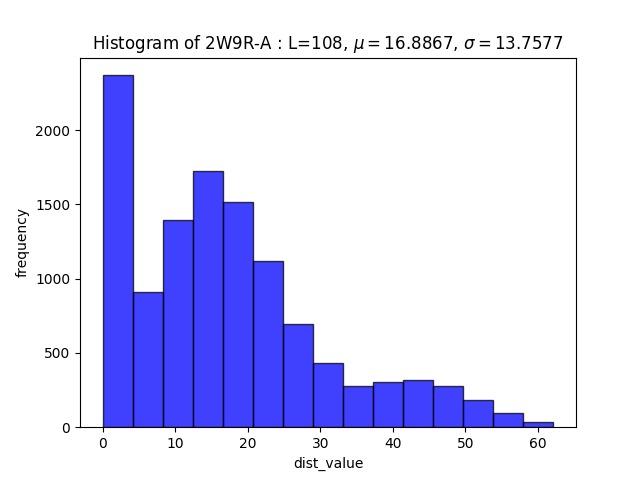 Histogram of 2W9R-A : L=108, μ = 16.8867, σ = 13.7577
2000
1500
1000
500
0
frequency
0 10 20 30 40 50 60
dist_value